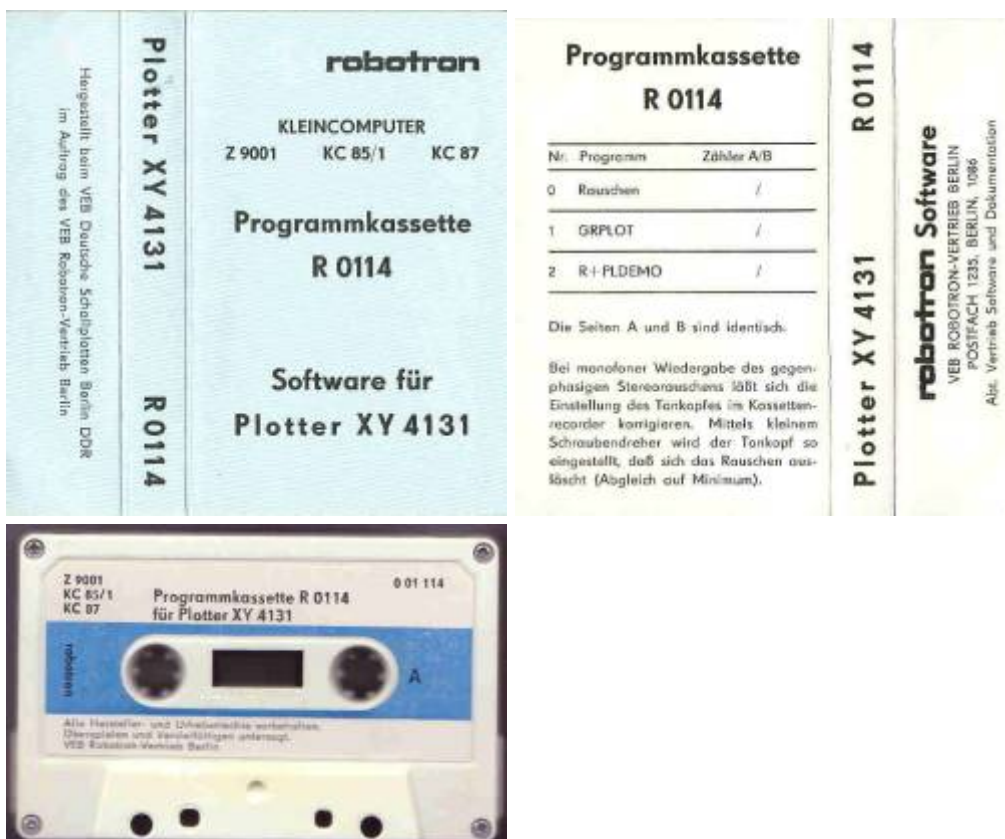 Hergestellt beim VEB Deutsche Schallplatten Berlin DDR
im Auftrag des VEB Robotron-Vertrieb Berlin
Plotter XY 4131 R 0114
robotron
KLEINCOMPUTER
Z 9001 KC 85/1 KC 87
Programmkassette
R 0114
Software für
Plotter XY 4131
Programmkassette
R 0114
Nr. Programm Zähler A/B
0 Rauschen /
1 GRPLOT /
2 R+PLDEMO /
Die Seiten A und B sind identisch.
Bei monofoner Wiedergabe des gegen-
phasigen Stereorauschens läßt sich die
Einstellung des Tonkopfes im Kassetten-
recorder korrigieren. Mittels kleinem
Schraubendreher wird der Tonkopf so
eingestellt, daß sich das Rauschen aus-
löscht (Abgleich auf Minimum).
Plotter XY 4131 R 0114
robotron Software
VEB ROBOTRON-VERTRIEB BERLIN
POSTFACH 1235, BERLIN, 1086
Abt. Vertrieb Software und Dokumentation
Z 9001
KC 85/1
KC 87
Programmkassette R 0114
für Plotter XY 4131
0 01 114
robotron
A
Alle Hersteller- und Urheberrechte vorbehalten.
Überspielen und Vervielfältigen untersagt.
VEB Robotron-Vertrieb Berlin